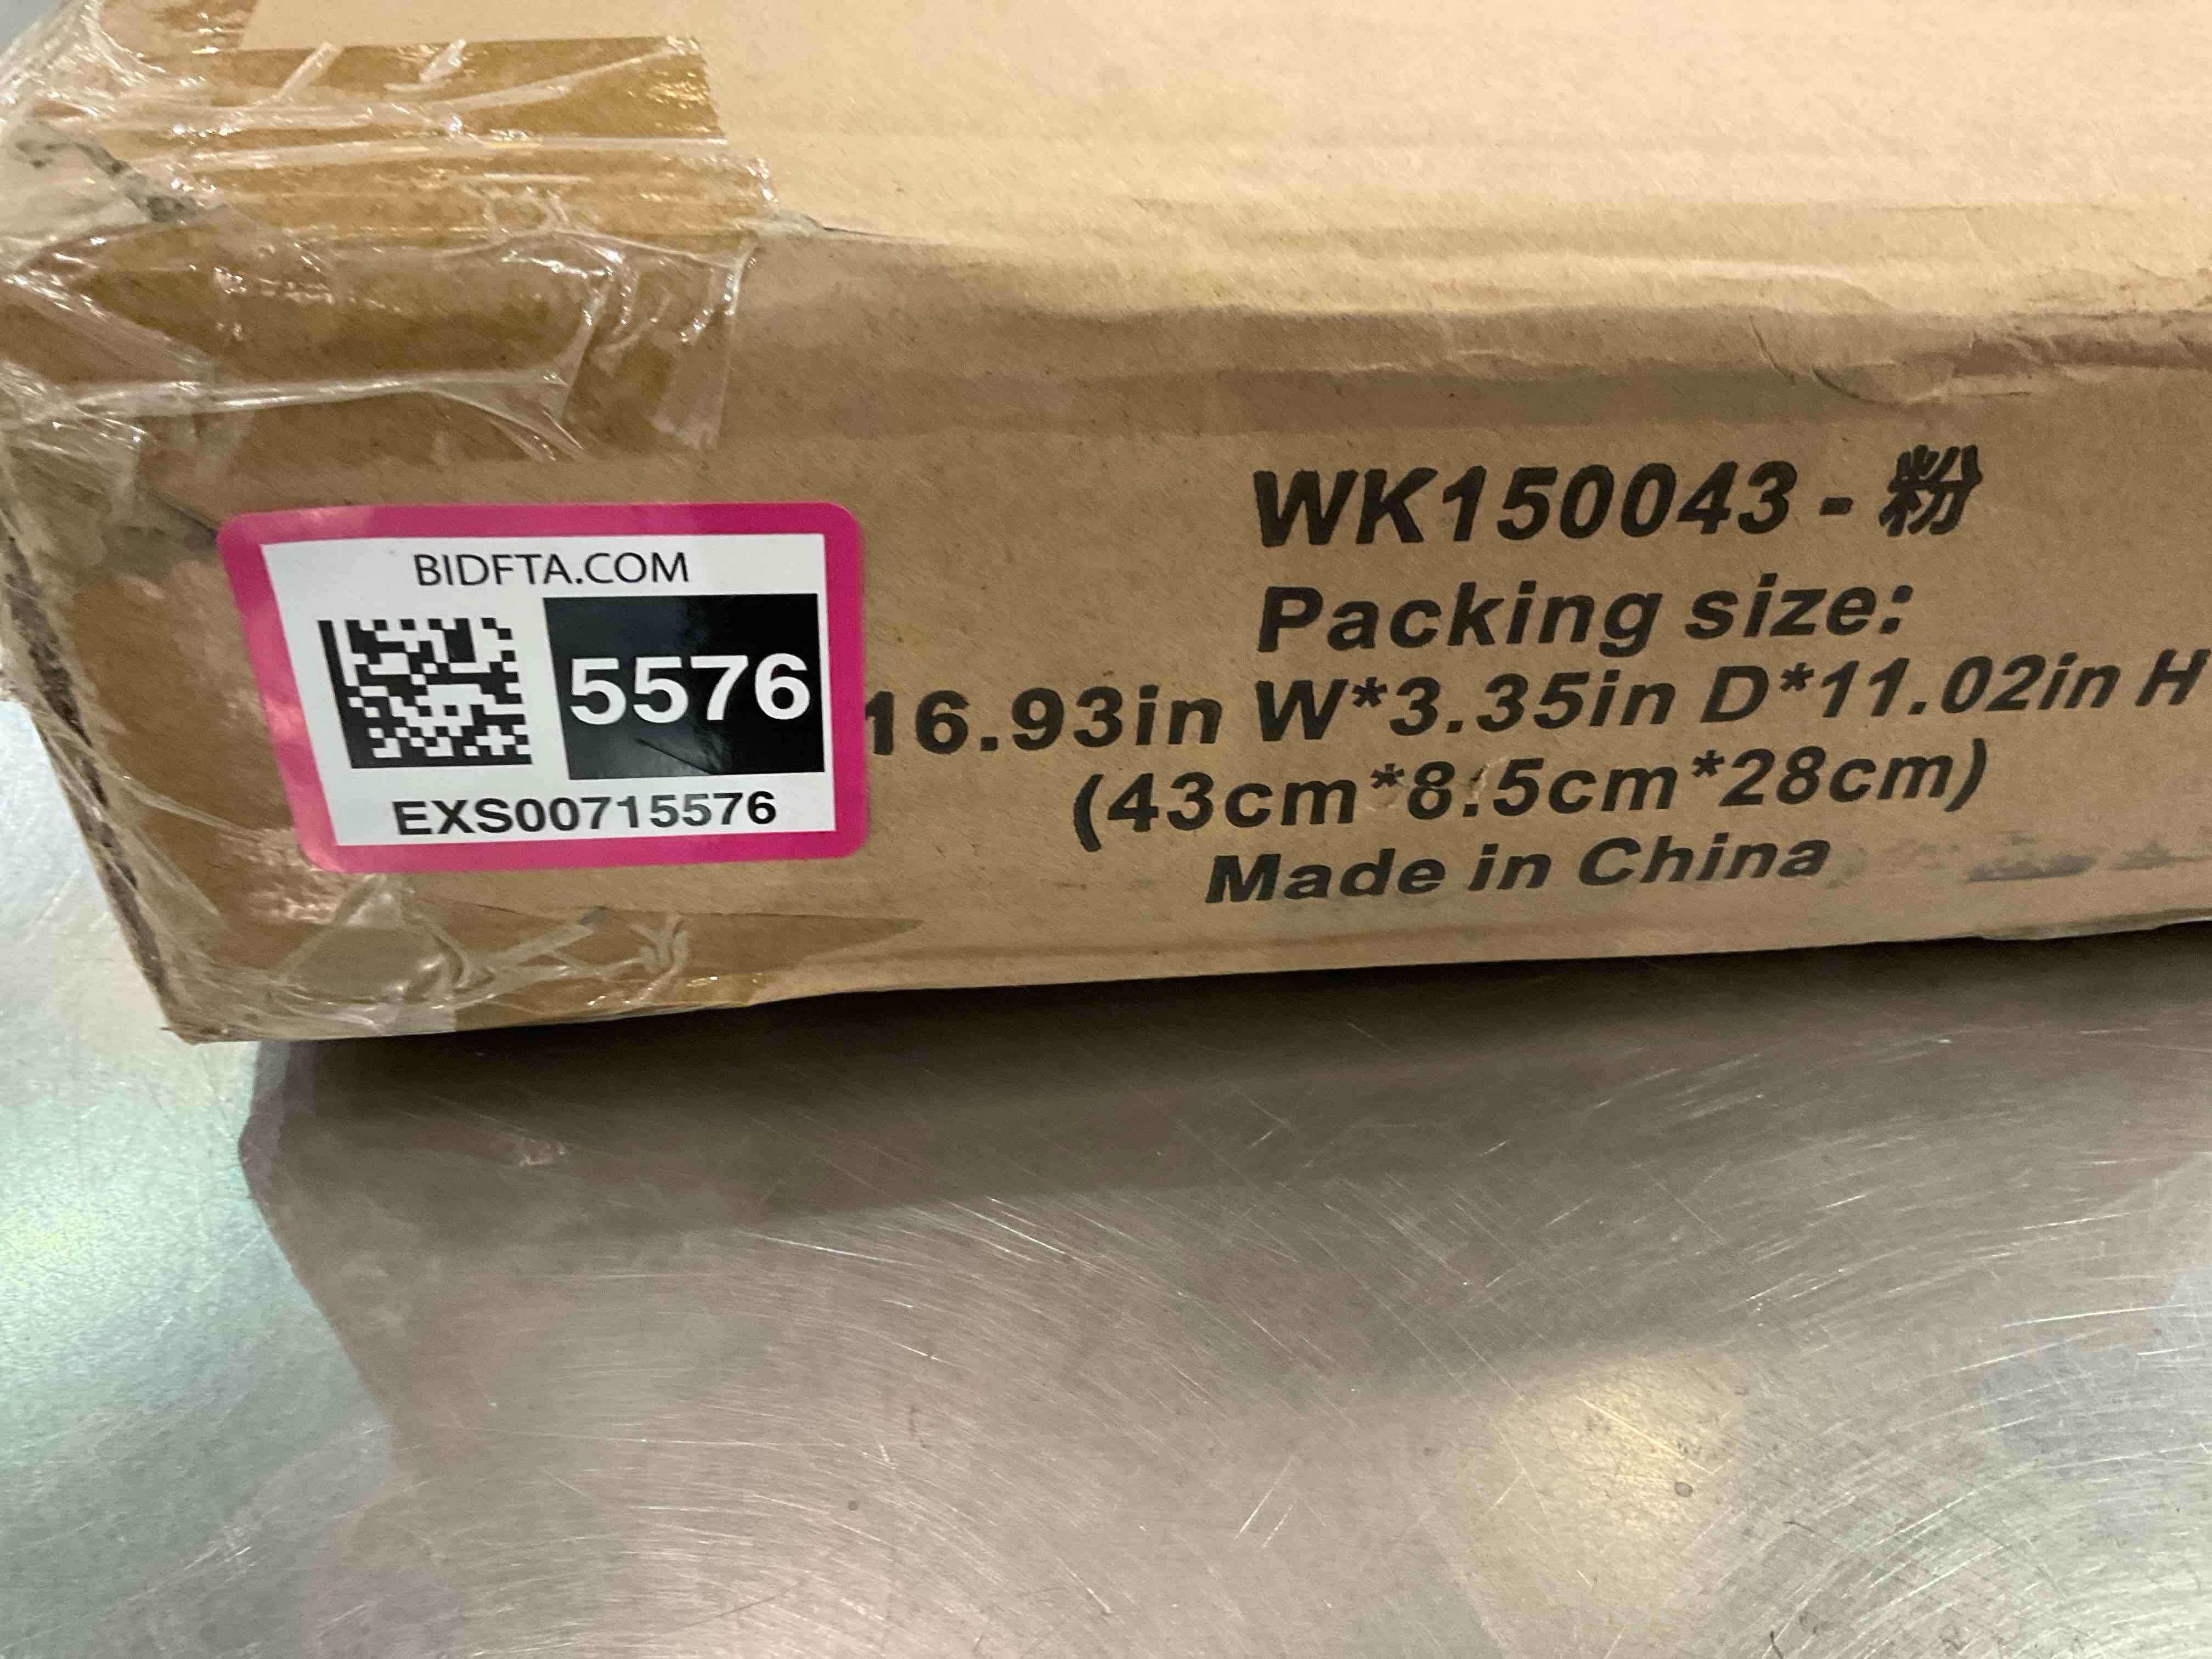 BIDFTA.COM
5576
EXS00715576
WK150043-粉
Packing size:
16.93in W*3.35in D*11.02in H
(43cm*8.5cm*28cm)
Made in China